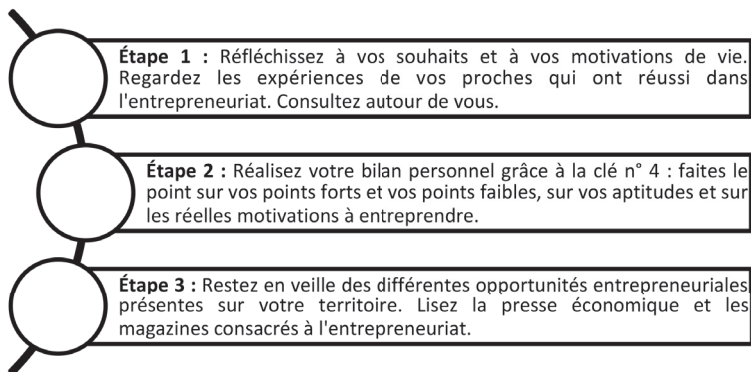 Étape 1 : Réfléchissez à vos souhaits et à vos motivations de vie.
Regardez les expériences de vos proches qui ont réussi dans
l'entrepreneuriat. Consultez autour de vous.
Étape 2 : Réalisez votre bilan personnel grâce à la clé n° 4 : faites le
point sur vos points forts et vos points faibles, sur vos aptitudes et sur
les réelles motivations à entreprendre.
Étape 3 : Restez en veille des différentes opportunités entrepreneuriales
présentes sur votre territoire. Lisez la presse économique et les
magazines consacrés à l'entrepreneuriat.